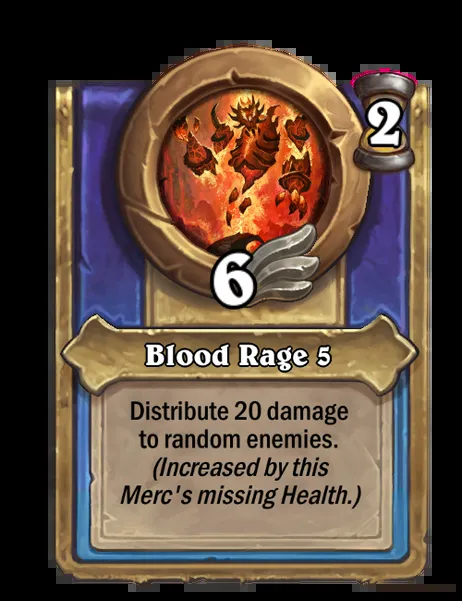 2
6
Blood Rage 5
Distribute 20 damage
to random enemies.
(Increased by this
Merc's missing Health.)